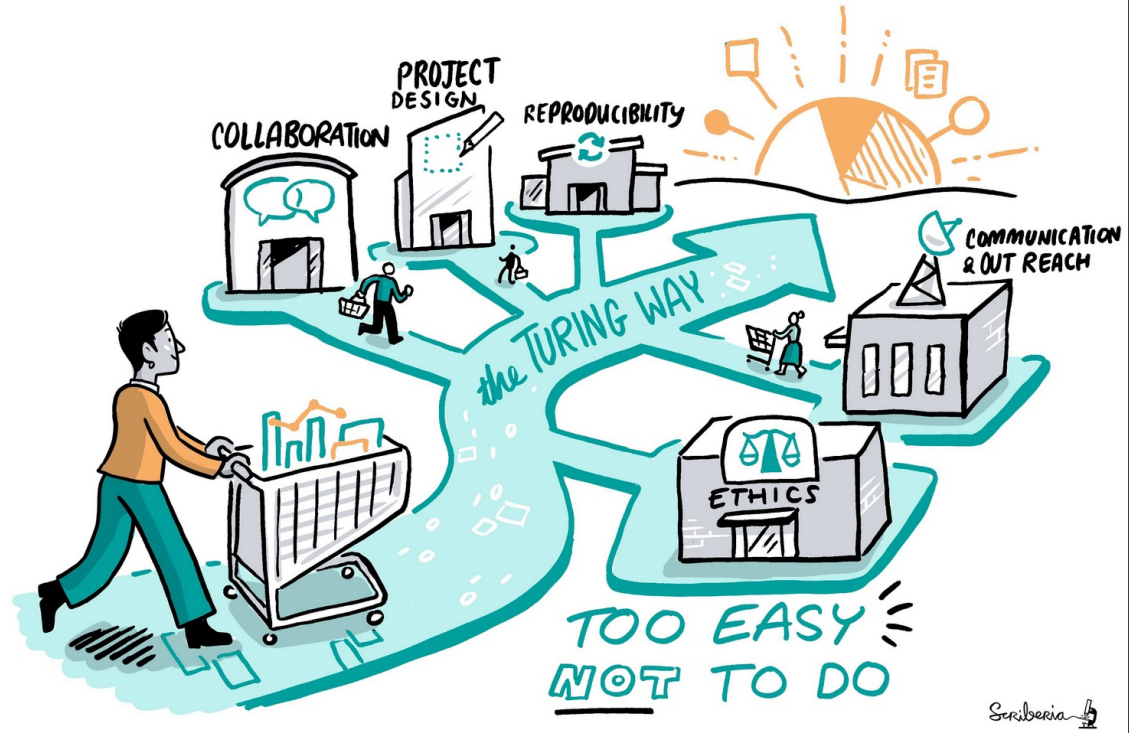 PROJECT
DESIGN
COLLABORATION
REPRODUCIBILITY
COMMUNICATION
& OUT REACH
the TURING WAY
ETHICS
TOO EASY
NOT TO DO
Scriberia